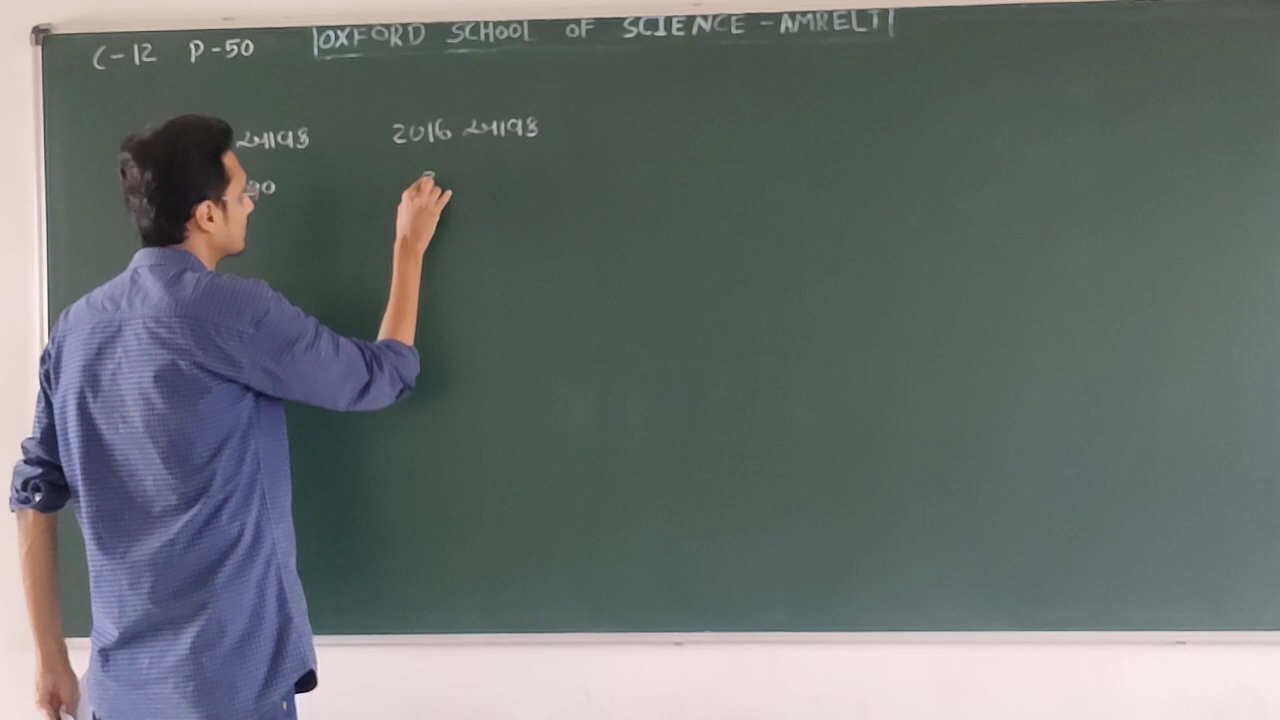 OXFORD SCHOOL OF SCIENCE - AMRELI
C-12 P-50
આવક 2016 આવક